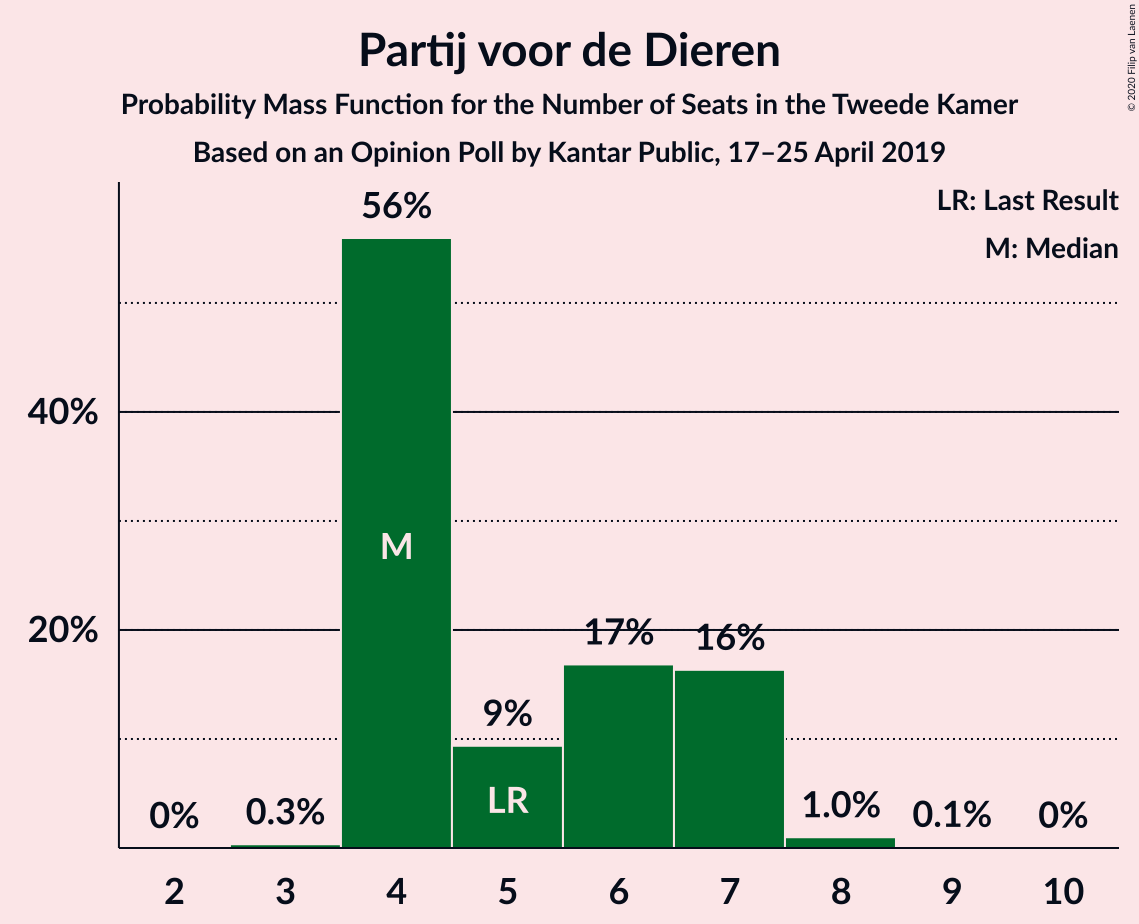 Partij voor de Dieren
Probability Mass Function for the Number of Seats in the Tweede Kamer
Based on an Opinion Poll by Kantar Public, 17–25 April 2019
© 2020 Filip van Laenen
LR: Last Result
M: Median
56%
40%
M
20%
17%
16%
9%
LR
0%
0.3%
1.0%
0.1%
0%
2 3 4 5 6 7 8 9 10